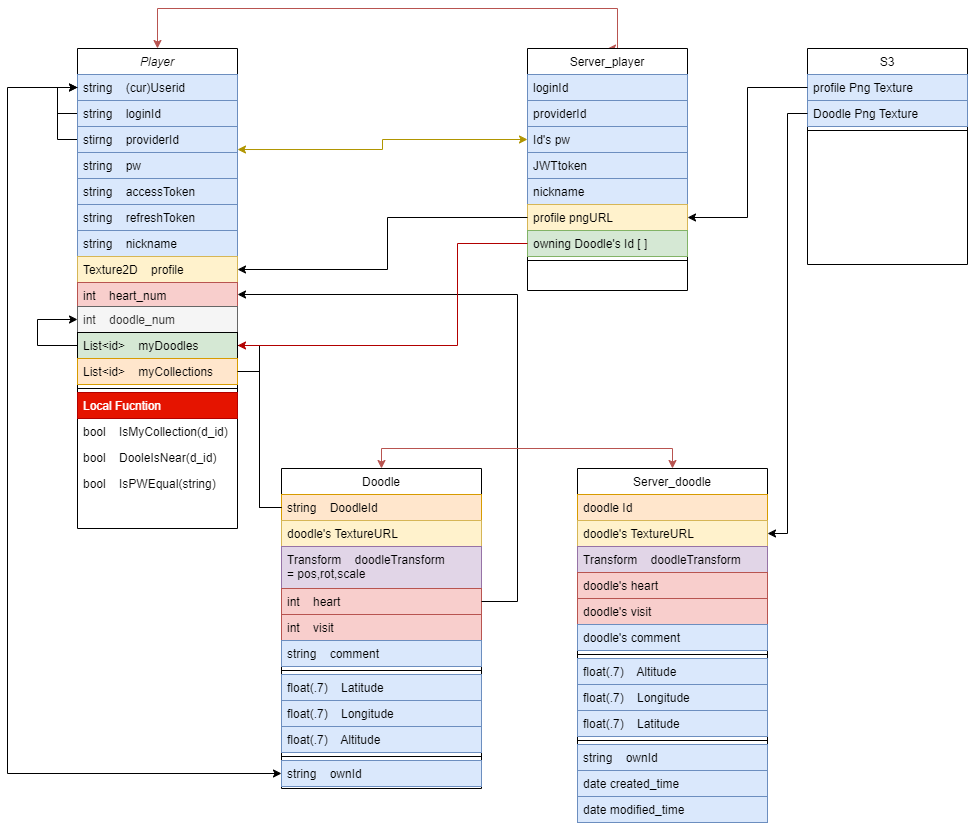 Player
string (cur)Userid
string loginId
stirng providerId
stirng pw
string accessToken
string refreshToken
string nickname
Texture2D profile
int heart_num
int doodle_num
List<id> myDoodles
List<id> myCollections
Local Fucntion
bool IsMyCollection(d_id)
bool DooleIsNear(d_id)
bool IsPWEqual(string)
Server_player
loginId
providerId
Id's pw
JWTtoken
nickname
profile pngURL
owning Doodle's Id [ ]
S3
profile Png Texture
Doodle Png Texture
Doodle
string DoodleId
doodle's TextureURL
Transform doodleTransform
= pos,rot,scale
int heart
int visit
string comment
float(.7) Latitude
float(.7) Longitude
float(.7) Altitude
string ownId
Server_doodle
doodle Id
doodle's TextureURL
Transform doodleTransform
doodle's heart
doodle's visit
doodle's comment
float(.7) Altitude
float(.7) Longitude
float(.7) Latitude
string ownId
date created_time
date modified_time